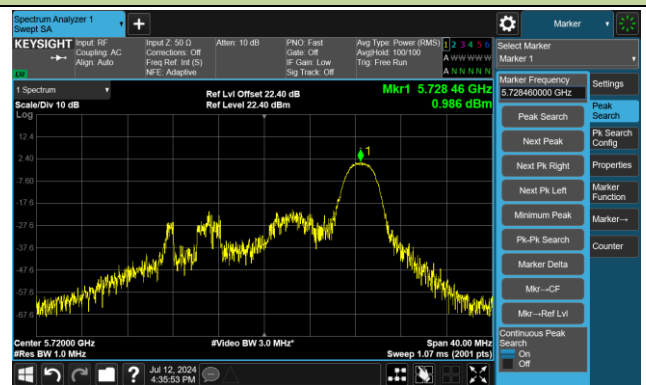 Spectrum Analyzer 1
Swept SA
+
Marker
KEYSIGHT
Input: RF
Coupling: AC
Align: Auto
Input Z: 50 Ω
Corrections: Off
Freq Ref: Int (S)
NFE: Adaptive
Atten: 10 dB
PNO: Fast
Gate: Off
IF Gain: Low
Sig Track: Off
Avg Type: Power (RMS)
Avg|Hold: 100/100
Trig: Free Run
1 2 3 4 5 6
A W W W W W
A N N N N N
Select Marker
Marker 1
LW
1 Spectrum
Scale/Div 10 dB
Log
Ref Lvl Offset 22.40 dB
Ref Level 22.40 dBm
Mkr1 5.728 46 GHz
0.986 dBm
12.4
2.40
-7.60
-17.6
-27.6
-37.6
-47.6
-57.6
-67.6
1
Center 5.72000 GHz
#Res BW 1.0 MHz
#Video BW 3.0 MHz*
Span 40.00 MHz
Sweep 1.07 ms (2001 pts)
Marker Frequency
5.728460000 GHz
Peak Search
Next Peak
Next Pk Right
Next Pk Left
Minimum Peak
Pk-Pk Search
Marker Delta
Mkr→CF
Mkr→Ref Lvl
Continuous Peak
Search
On
Off
Settings
Peak
Search
Pk Search
Config
Properties
Marker
Function
Marker→
Counter
?
Jul 12, 2024
4:35:53 PM